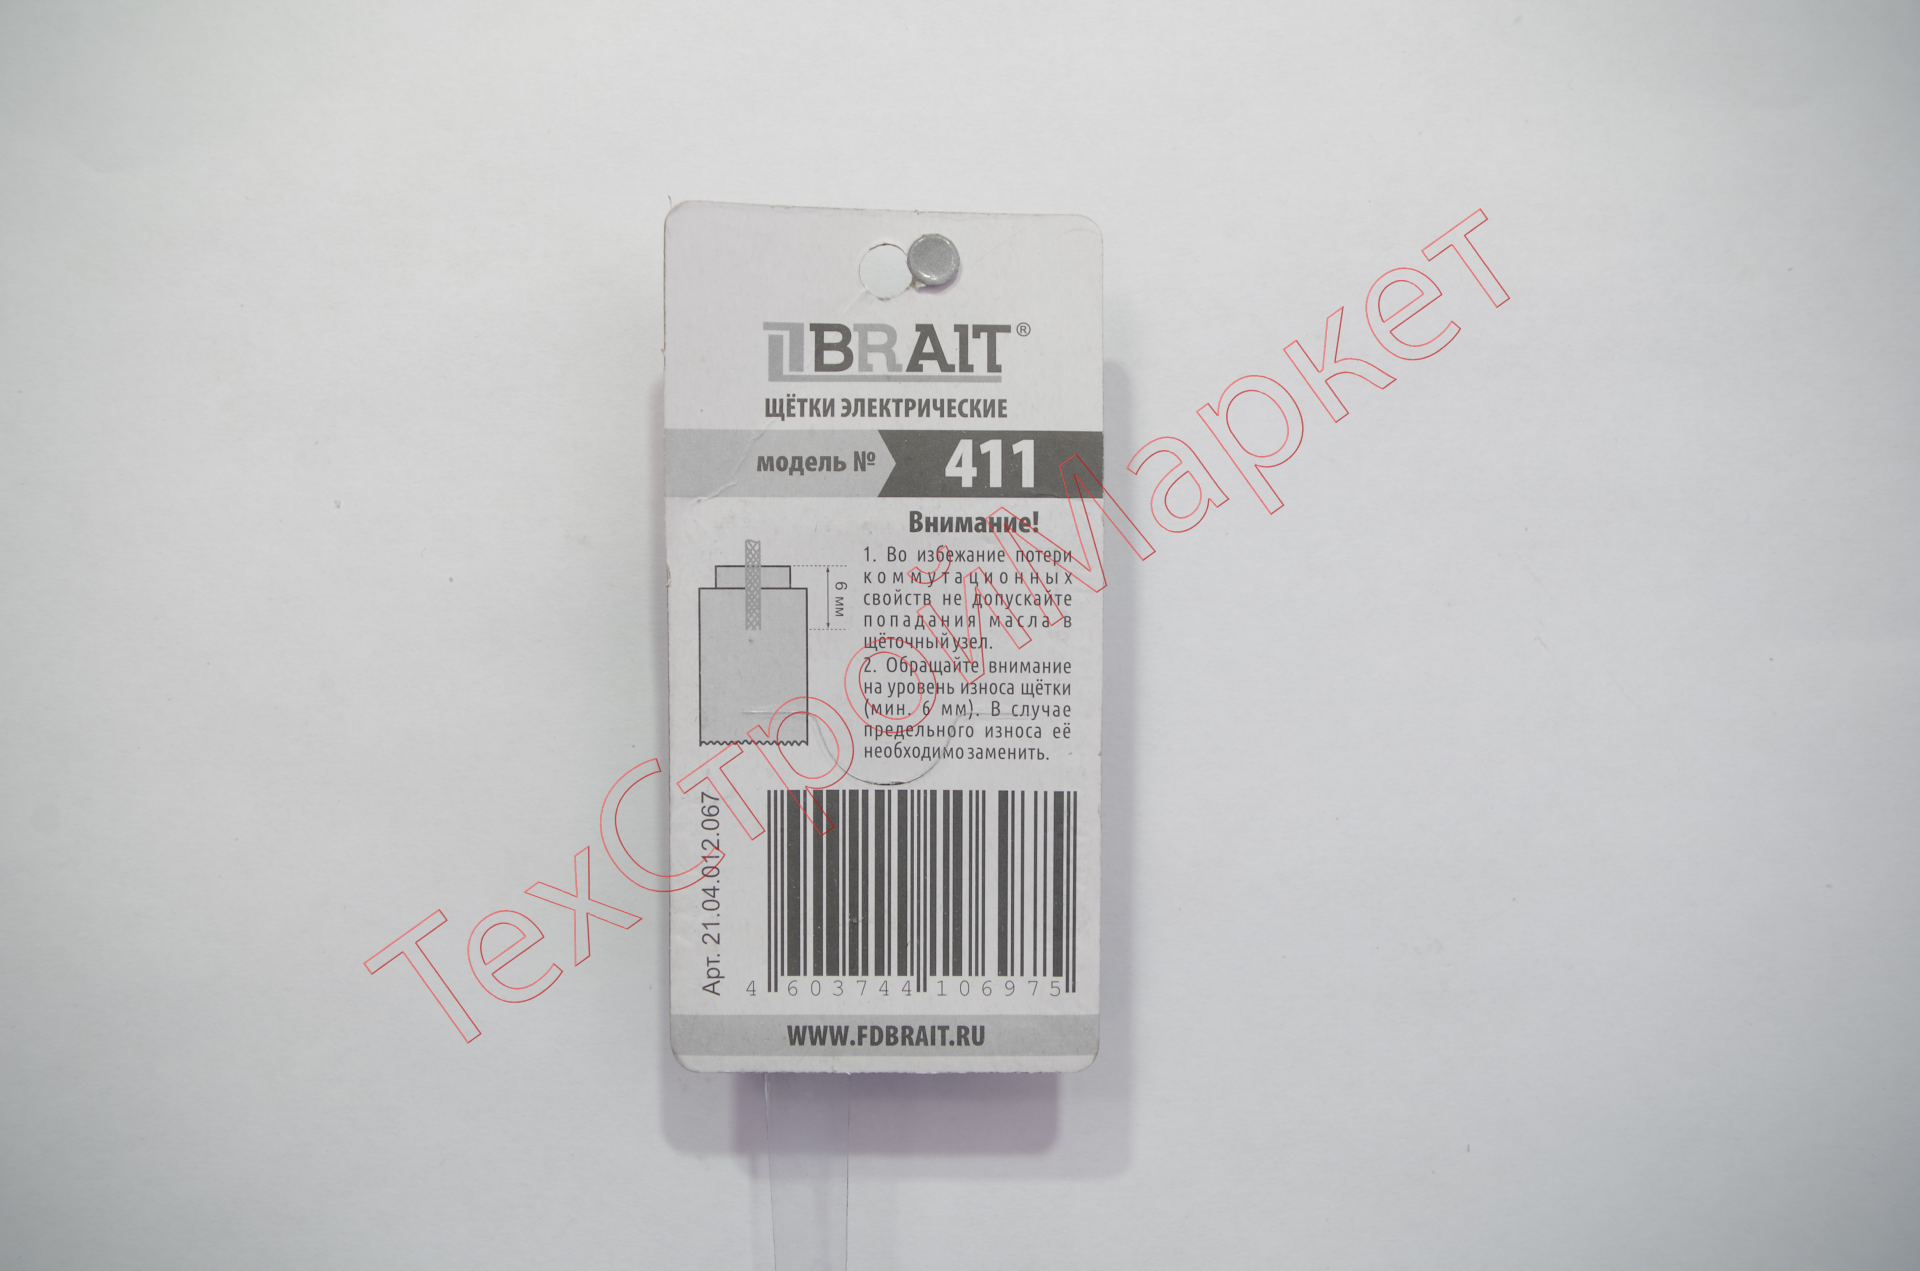 BRAIT®
ЩЁТКИ ЭЛЕКТРИЧЕСКИЕ
модель № 411
Внимание!
1. Во избежание потери
коммутационных
свойств не допускайте
попадания масла в
щёточный узел.
2. Обращайте внимание
на уровень износа щётки
(мин. 6 мм). В случае
предельного износа её
необходимо заменить.
6 мм
Арт. 21.04.012.067
4 603744 106975
WWW.FDBRAIT.RU
ТехСтройМаркет